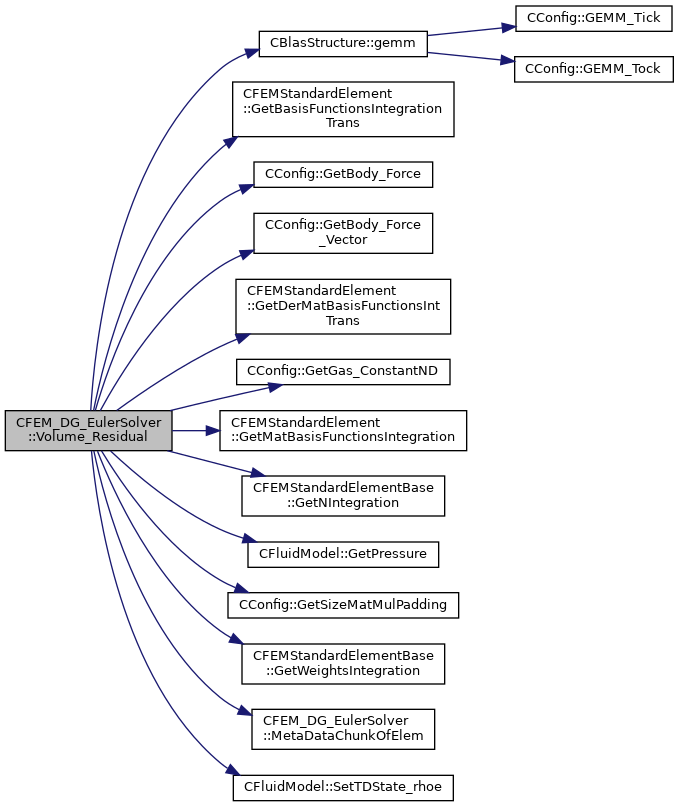 CConfig::GEMM_Tick
CBlasStructure::gemm
CConfig::GEMM_Tock
CFEMStandardElement
::GetBasisFunctionsIntegration
Trans
CConfig::GetBody_Force
CConfig::GetBody_Force
_Vector
CFEMStandardElement
::GetDerMatBasisFunctionsInt
Trans
CConfig::GetGas_ConstantND
CFEM_DG_EulerSolver
::Volume_Residual
CFEMStandardElement
::GetMatBasisFunctionsIntegration
CFEMStandardElementBase
::GetNIntegration
CFluidModel::GetPressure
CConfig::GetSizeMatMulPadding
CFEMStandardElementBase
::GetWeightsIntegration
CFEM_DG_EulerSolver
::MetaDataChunkOfElem
CFluidModel::SetTDState_rhoe